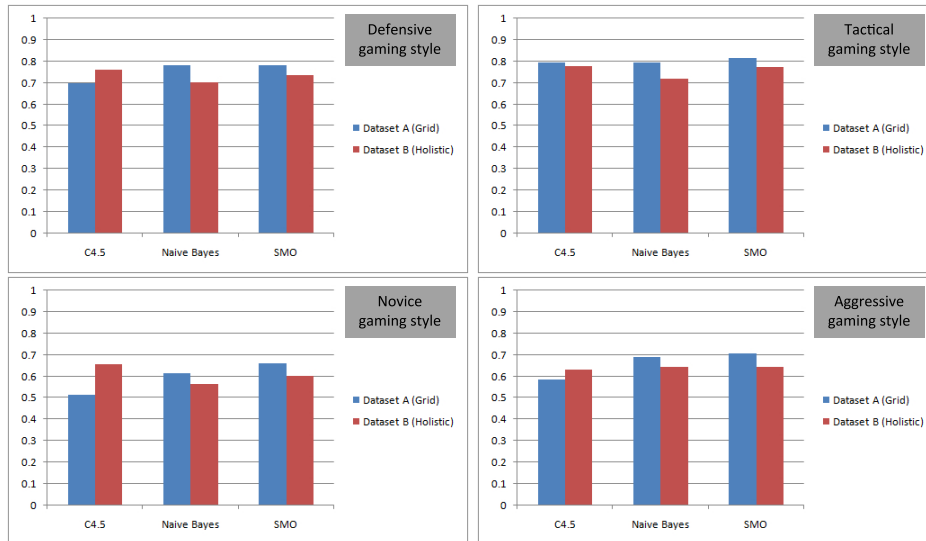 Defensive
gaming style
1
0.9
0.8
0.7
0.6
0.5
0.4
0.3
0.2
0.1
0
C4.5 Naive Bayes SMO
Dataset A (Grid)
Dataset B (Holistic)
Tactical
gaming style
1
0.9
0.8
0.7
0.6
0.5
0.4
0.3
0.2
0.1
0
C4.5 Naive Bayes SMO
Dataset A (Grid)
Dataset B (Holistic)
Novice
gaming style
1
0.9
0.8
0.7
0.6
0.5
0.4
0.3
0.2
0.1
0
C4.5 Naive Bayes SMO
Dataset A (Grid)
Dataset B (Holistic)
Aggressive
gaming style
1
0.9
0.8
0.7
0.6
0.5
0.4
0.3
0.2
0.1
0
C4.5 Naive Bayes SMO
Dataset A (Grid)
Dataset B (Holistic)